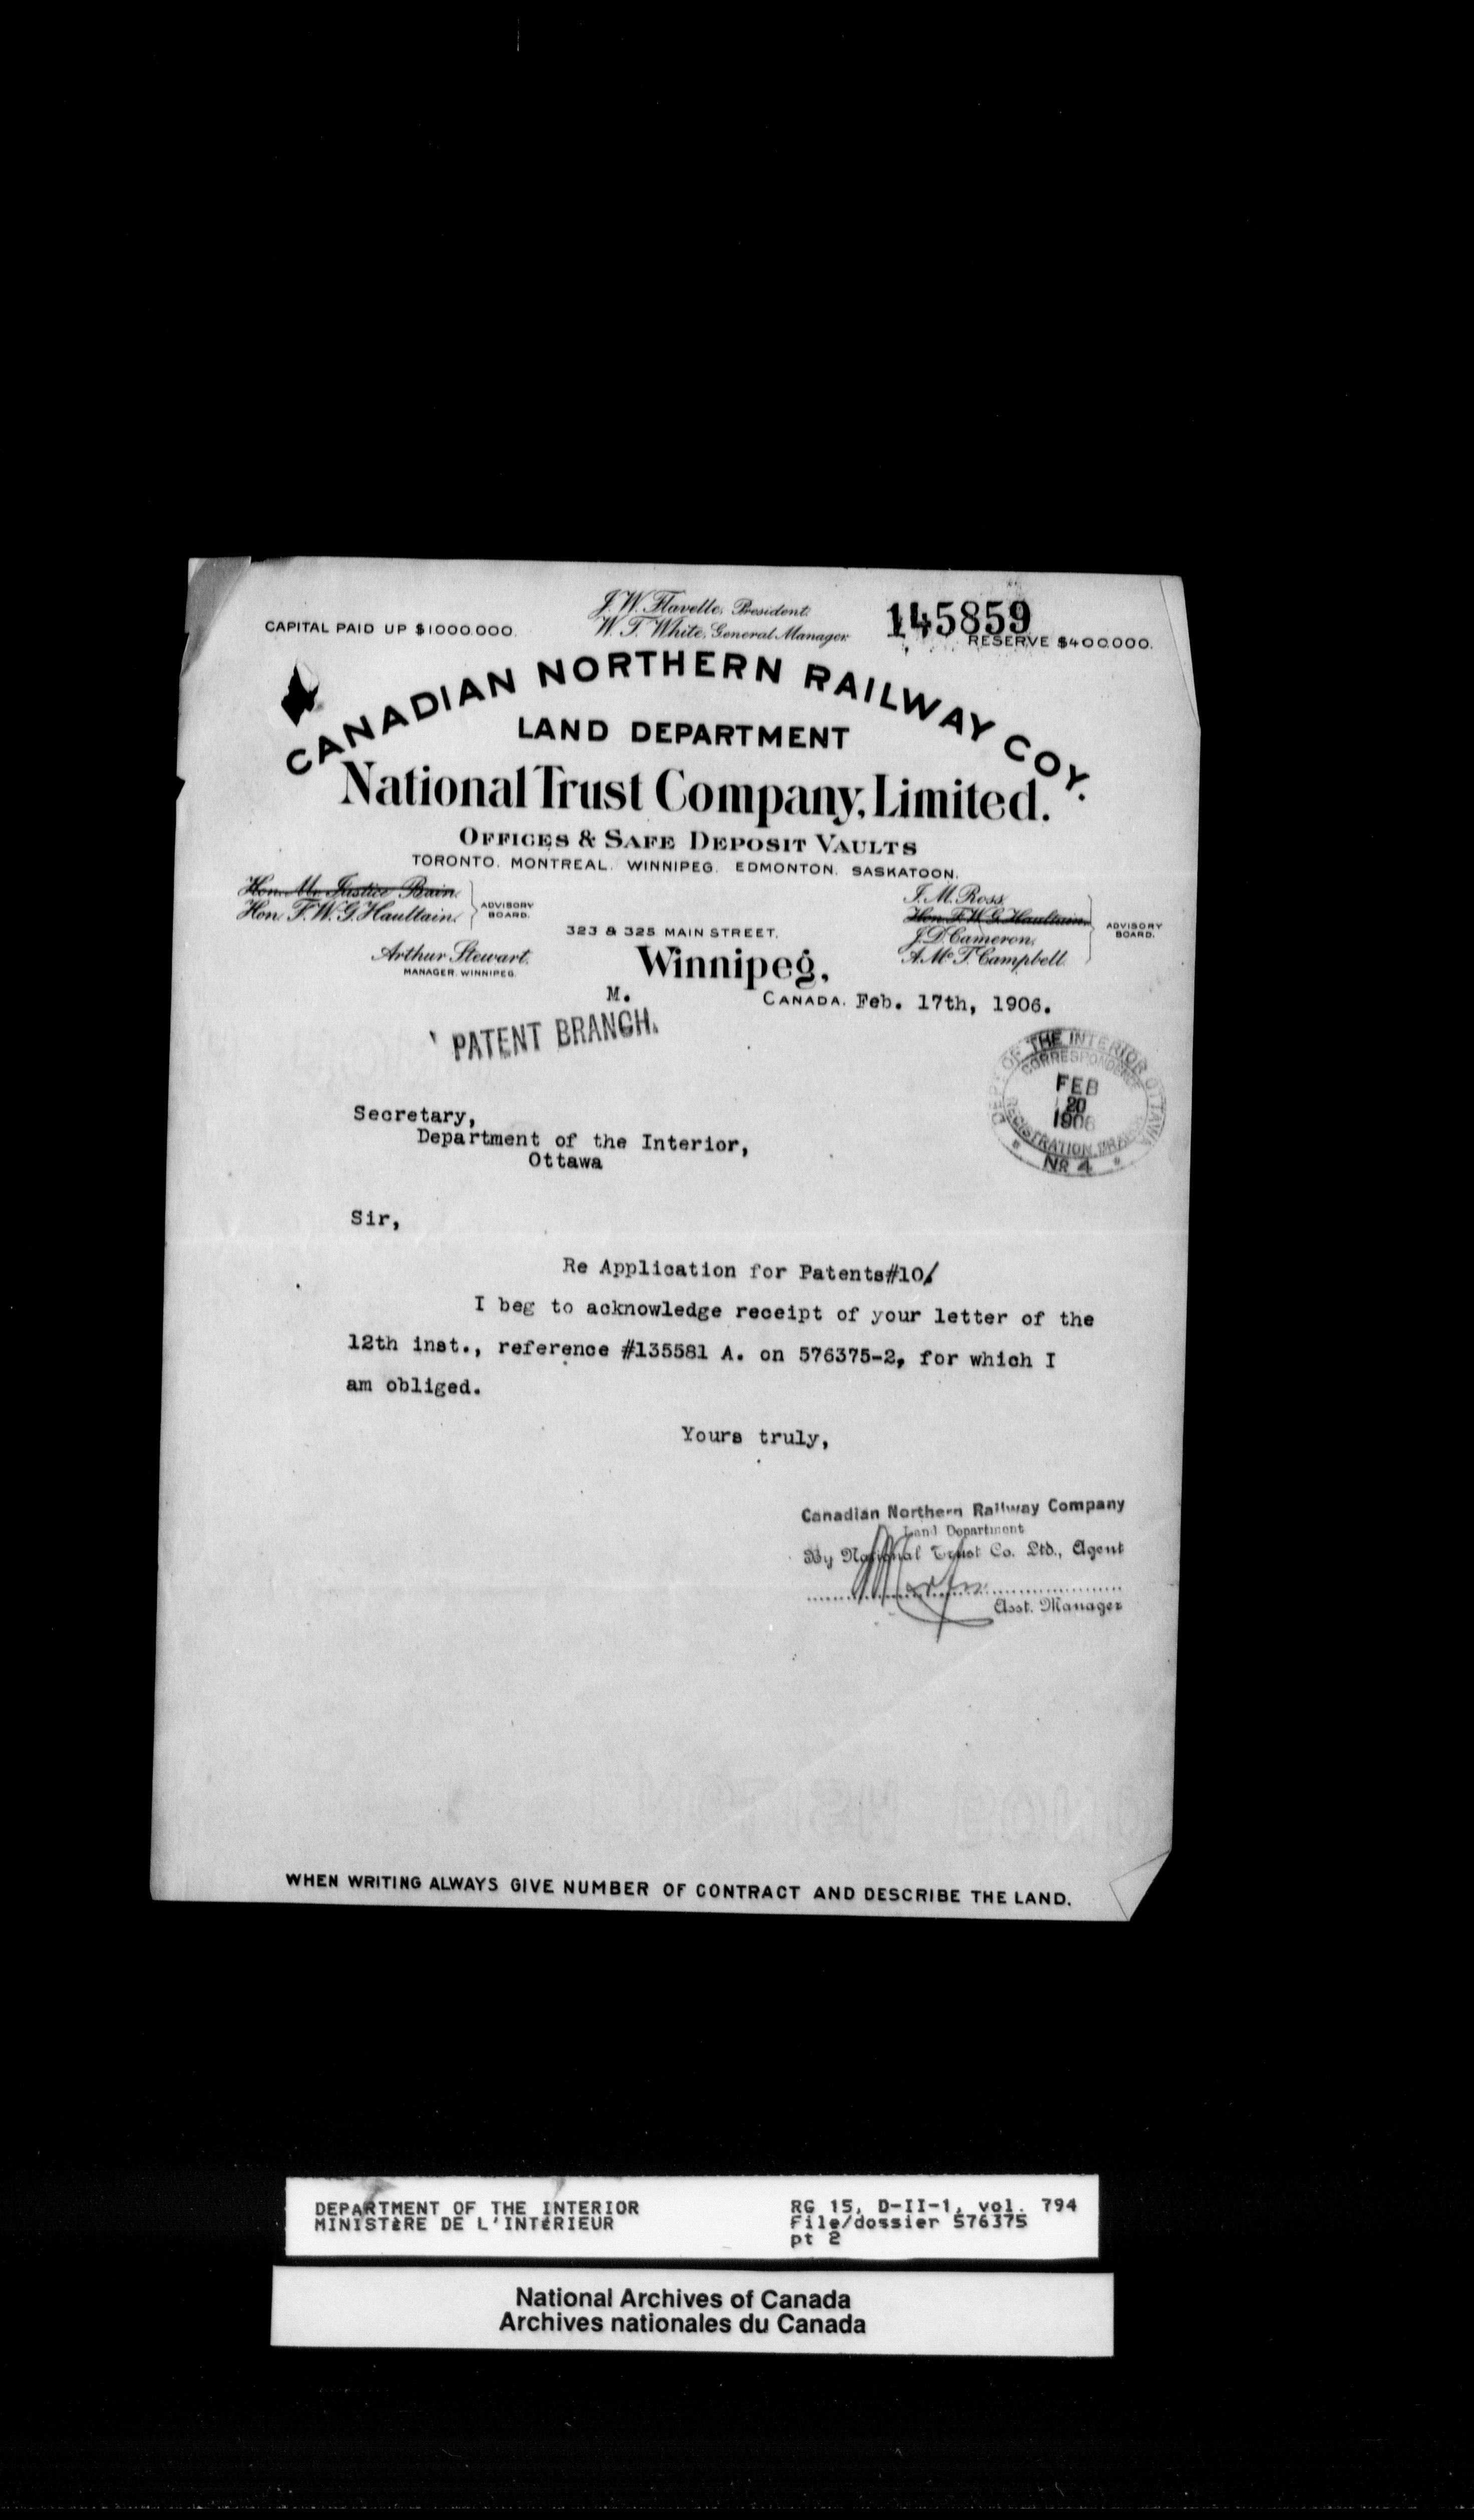 J. W. Flavelle, President.
145859
CAPITAL PAID UP $1000.000.
W. T. White, General Manager.
RESERVE $400.000.
CANADIAN NORTHERN RAILWAY COY.
LAND DEPARTMENT
National Trust Company, Limited.
OFFICES & SAFE DEPOSIT VAULTS
TORONTO. MONTREAL. WINNIPEG. EDMONTON. SASKATOON.
Hon. Mr. Justice Bain.
Hon. F. W. G. Haultain.
ADVISORY BOARD.
J. M. Ross.
Hon. F. W. G. Haultain.
J. D. Cameron.
A. Mc T. Campbell.
ADVISORY BOARD.
323 & 325 MAIN STREET.
Arthur Stewart.
MANAGER. WINNIPEG.
Winnipeg,
M.
CANADA. Feb. 17th, 1906.
PATENT BRANCH.
DEPT OF THE INTERIOR OTTAWA
CORRESPONDENCE
FEB
20
1906
REGISTRATION BRANCH
NR 4
Secretary,
Department of the Interior,
Ottawa
Sir,
Re Application for Patents#10/
I beg to acknowledge receipt of your letter of the
12th inst., reference #135581 A. on 576375-2, for which I
am obliged.
Yours truly,
Canadian Northern Railway Company
Land Department
By National Trust Co. Ltd., Agent
Asst. Manager
WHEN WRITING ALWAYS GIVE NUMBER OF CONTRACT AND DESCRIBE THE LAND.
DEPARTMENT OF THE INTERIOR
MINISTÈRE DE L'INTÉRIEUR
RG 15, D-II-1, vol. 794
File/dossier 576375
pt 2
National Archives of Canada
Archives nationales du Canada